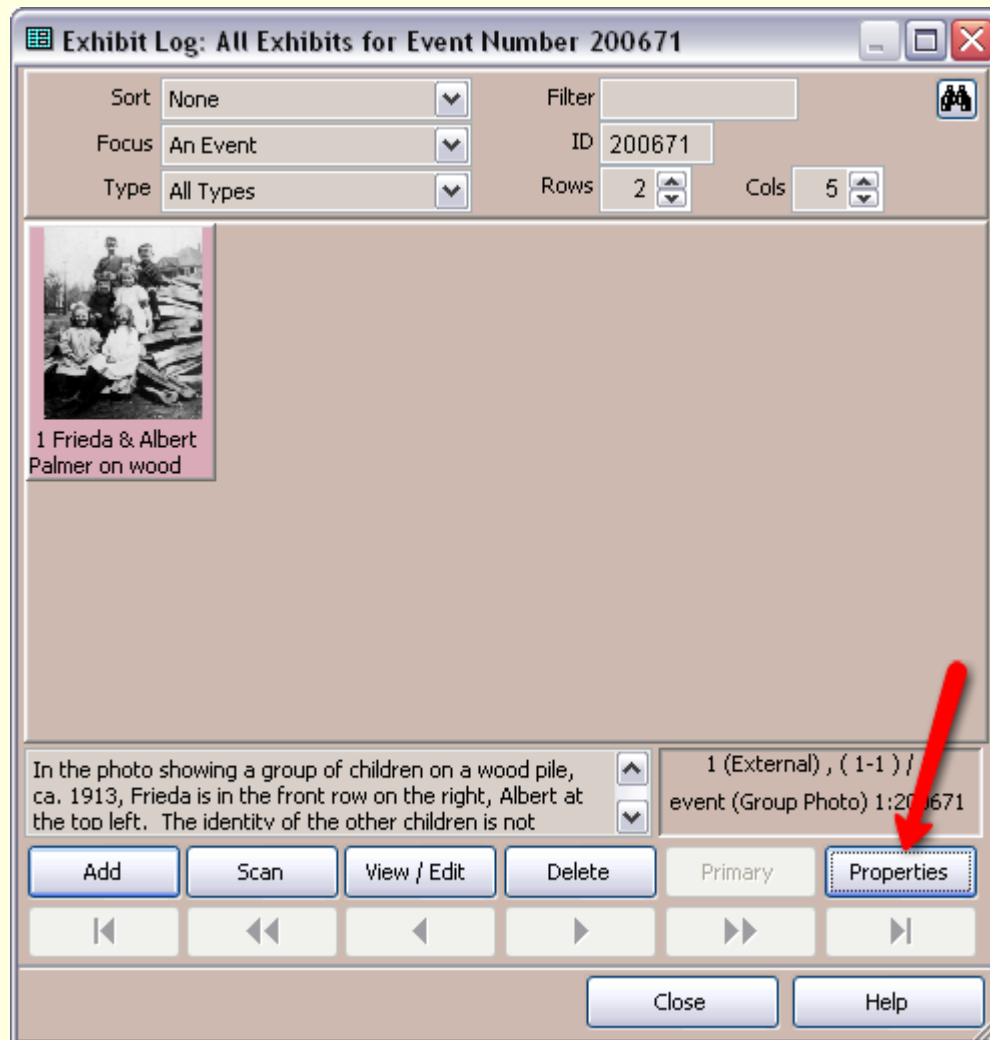 Exhibit Log: All Exhibits for Event Number 200671
Sort None Filter
Focus An Event ID 200671
Type All Types Rows 2 Cols 5
1 Frieda & Albert
Palmer on wood
In the photo showing a group of children on a wood pile,
ca. 1913, Frieda is in the front row on the right, Albert at
the top left. The identity of the other children is not
1 (External) , ( 1-1 ) /
event (Group Photo) 1:200671
Add Scan View / Edit Delete Primary Properties
Close Help